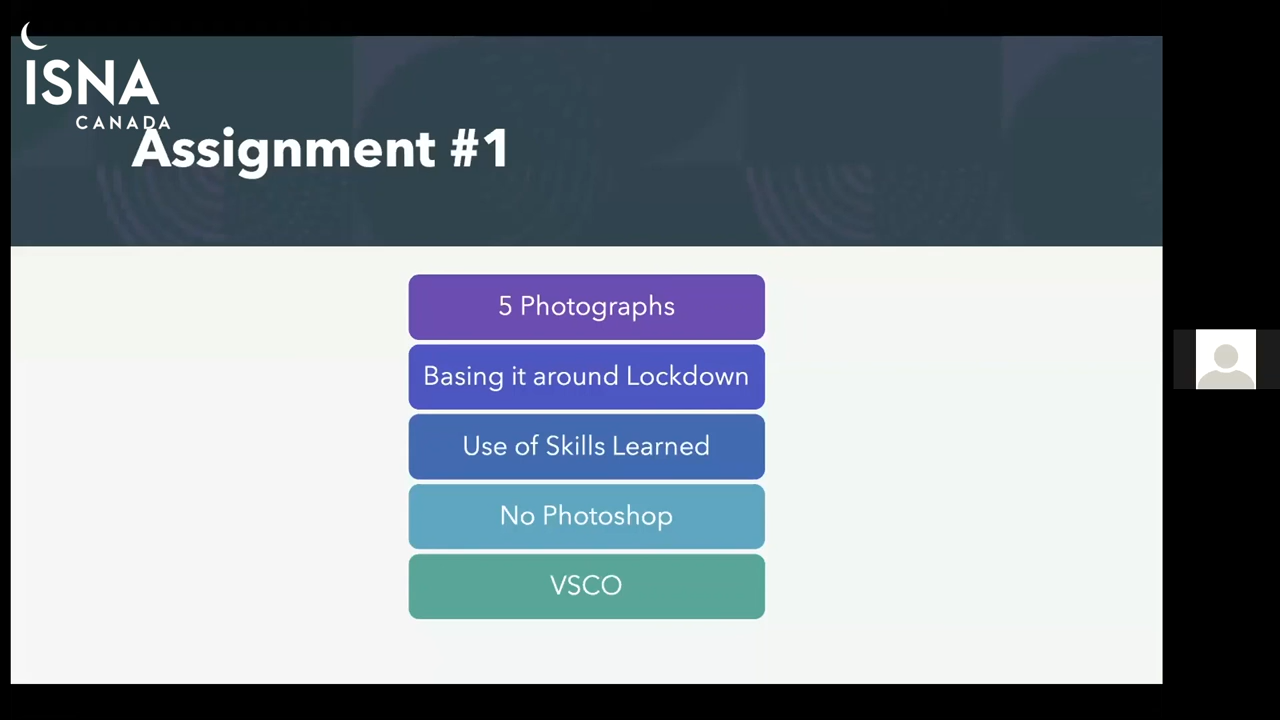 ISNA
CANADA
Assignment #1
5 Photographs
Basing it around Lockdown
Use of Skills Learned
No Photoshop
VSCO